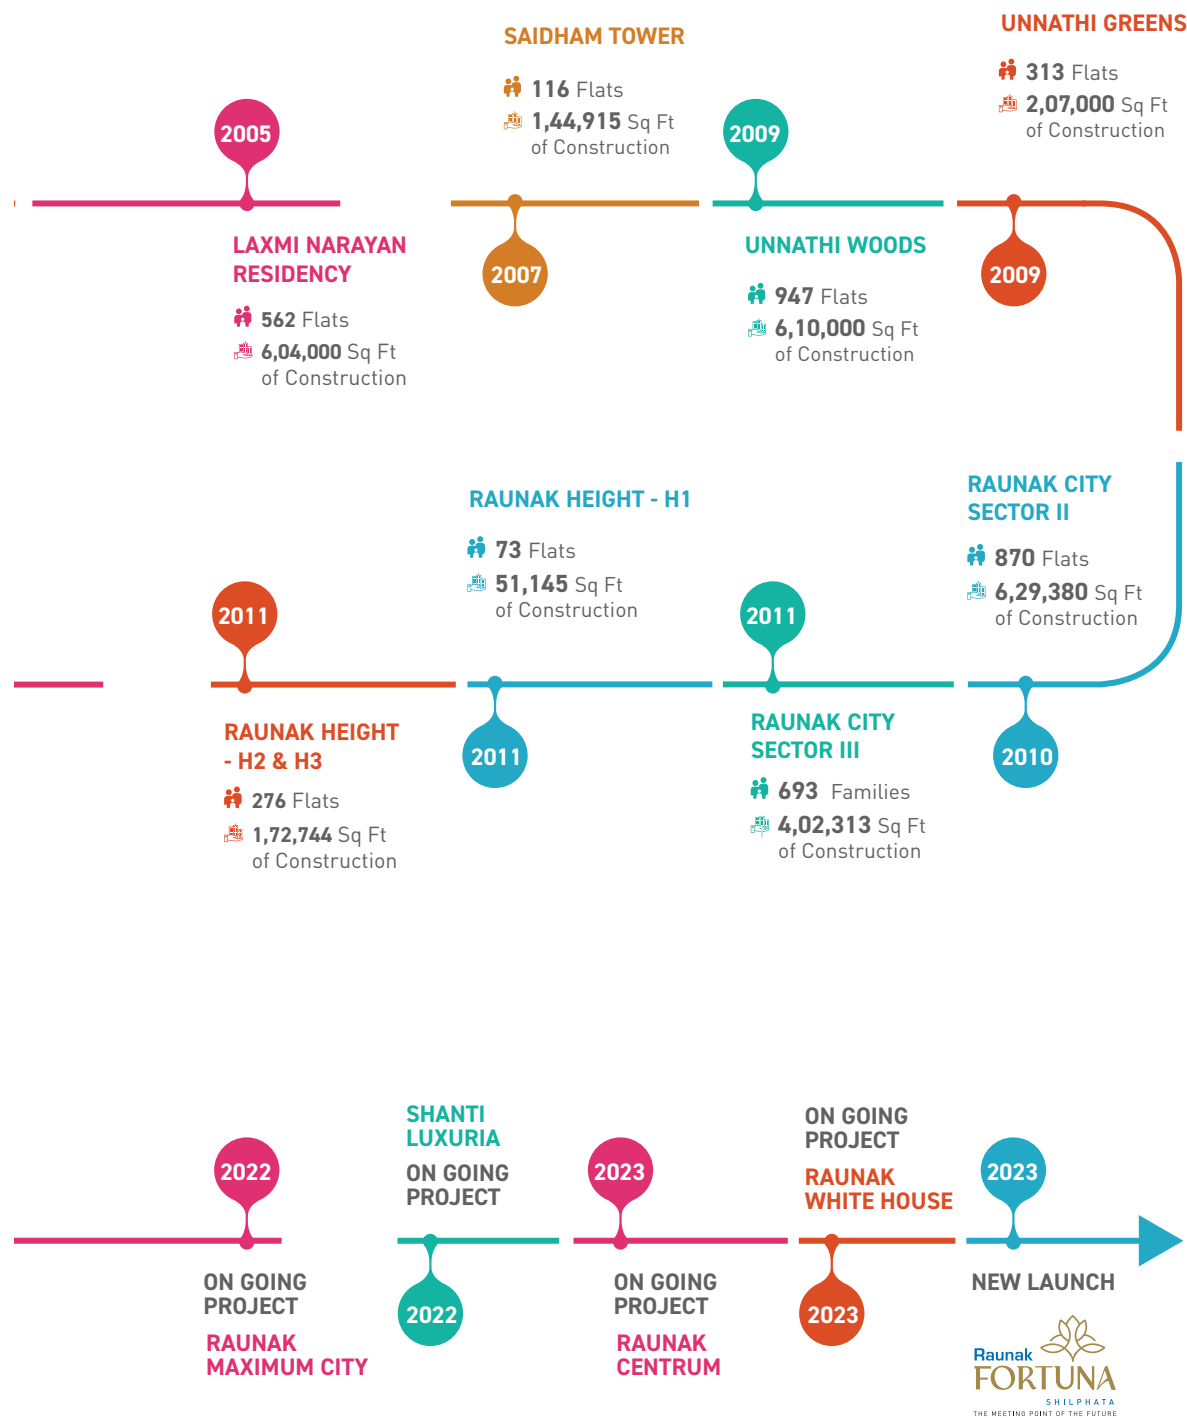 2005
LAXMI NARAYAN
RESIDENCY
562 Flats
6,04,000 Sq Ft
of Construction
SAIDHAM TOWER
116 Flats
1,44,915 Sq Ft
of Construction
2007
2009
UNNATHI WOODS
947 Flats
6,10,000 Sq Ft
of Construction
UNNATHI GREENS
313 Flats
2,07,000 Sq Ft
of Construction
2009
RAUNAK CITY
SECTOR II
870 Flats
6,29,380 Sq Ft
of Construction
2010
2011
RAUNAK CITY
SECTOR III
693 Families
4,02,313 Sq Ft
of Construction
RAUNAK HEIGHT - H1
73 Flats
51,145 Sq Ft
of Construction
2011
2011
RAUNAK HEIGHT
- H2 & H3
276 Flats
1,72,744 Sq Ft
of Construction
2022
ON GOING
PROJECT
RAUNAK
MAXIMUM CITY
SHANTI
LUXURIA
ON GOING
PROJECT
2022
2023
ON GOING
PROJECT
RAUNAK
CENTRUM
ON GOING
PROJECT
RAUNAK
WHITE HOUSE
2023
2023
NEW LAUNCH
Raunak
FORTUNA
SHILPHATA
THE MEETING POINT OF THE FUTURE